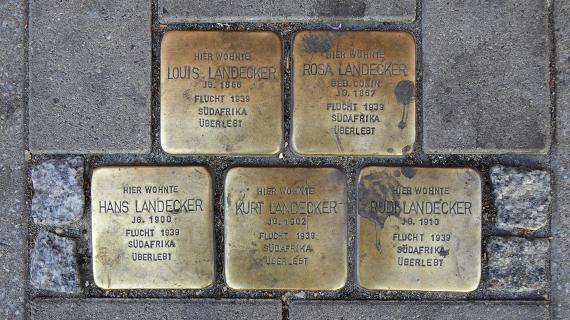 HIER WOHNTE
LOUIS LANDECKER
JG. 1866
FLUCHT 1939
SÜDAFRIKA
ÜBERLEBT
HIER WOHNTE
ROSA LANDECKER
GEB. COHN
JG. 1867
FLUCHT 1939
SÜDAFRIKA
ÜBERLEBT
HIER WOHNTE
HANS LANDECKER
JG. 1900
FLUCHT 1939
SÜDAFRIKA
ÜBERLEBT
HIER WOHNTE
KURT LANDECKER
JG. 1902
FLUCHT 1939
SÜDAFRIKA
ÜBERLEBT
HIER WOHNTE
RUDI LANDECKER
JG. 1910
FLUCHT 1939
SÜDAFRIKA
ÜBERLEBT